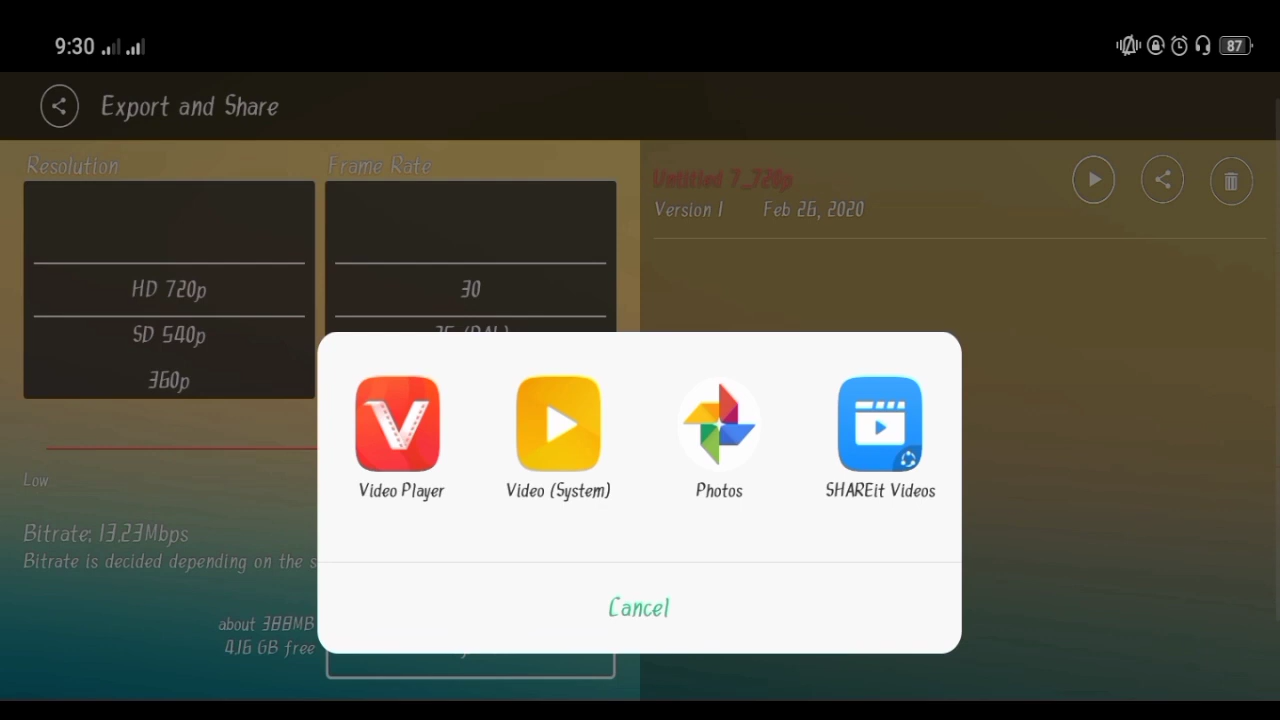 9:30
87
Export and Share
Resolution
Frame Rate
HD 720p
SD 540p
360p
30
25 (PAL)
Untitled 7_720p
Version 1 Feb 26, 2020
Video Player
Video (System)
Photos
SHAREit Videos
Cancel
Low
Bitrate: 13.23Mbps
Bitrate is decided depending on the s
about 388MB
4.16 GB free